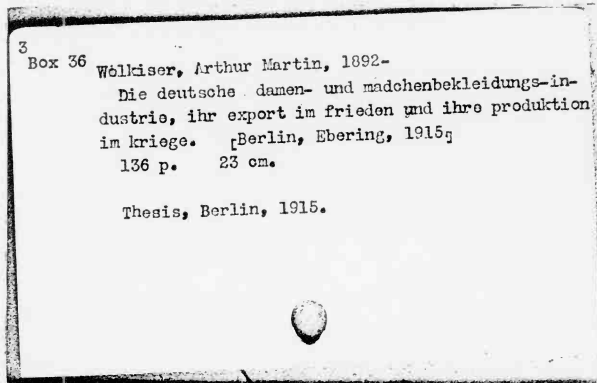 3
Box 36 Wolkiser, Arthur Martin, 1892-
Die deutsche damen- und madchenbekleidungs-in-
dustrie, ihr export im frieden und ihre produktion
im kriege. [Berlin, Ebering, 1915]
136 p. 23 cm.
Thesis, Berlin, 1915.